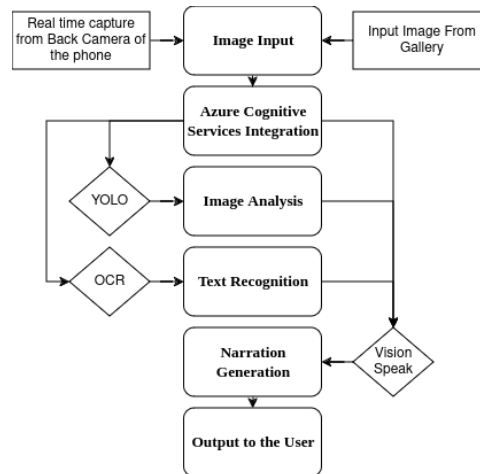 Real time capture
from Back Camera of
the phone
Image Input
Input Image From
Gallery
Azure Cognitive
Services Integration
YOLO
Image Analysis
OCR
Text Recognition
Narration
Generation
Vision
Speak
Output to the User